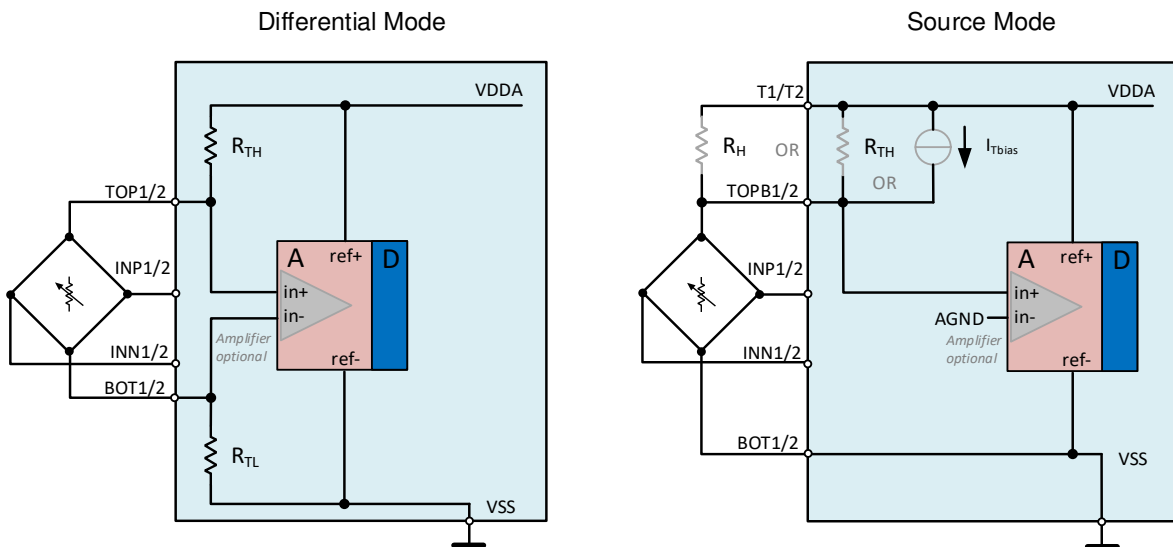 Differential Mode
VDDA
RTH
TOP1/2
INP1/2
INN1/2
BOT1/2
A
D
ref+
in+
in-
Amplifier
optional
ref-
RTL
VSS
Source Mode
T1/T2
VDDA
RH
OR
RTH
OR
ITbias
TOPB1/2
INP1/2
INN1/2
BOT1/2
A
D
ref+
in+
AGND
in-
Amplifier
optional
ref-
VSS